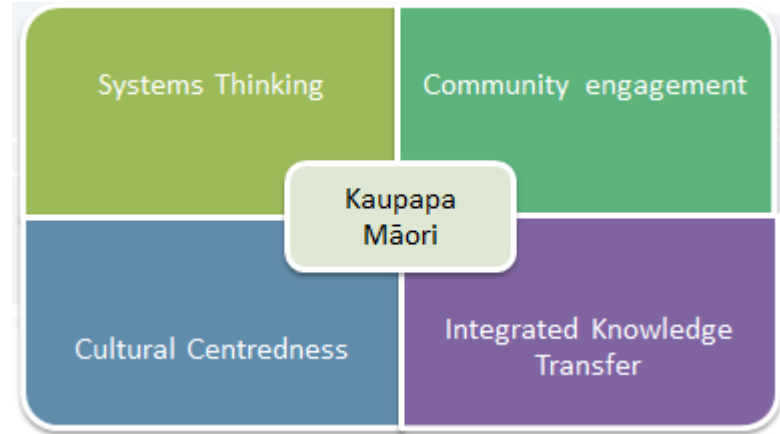 Systems Thinking
Community engagement
Kaupapa
Māori
Cultural Centredness
Integrated Knowledge
Transfer